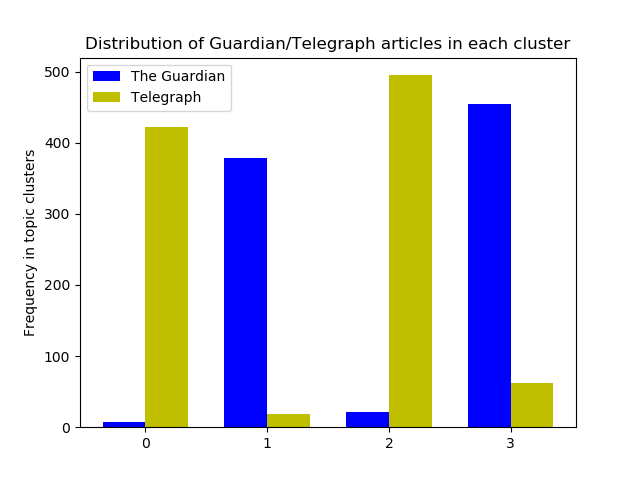 Distribution of Guardian/Telegraph articles in each cluster
The Guardian
Telegraph
Frequency in topic clusters
500
400
300
200
100
0
0 1 2 3